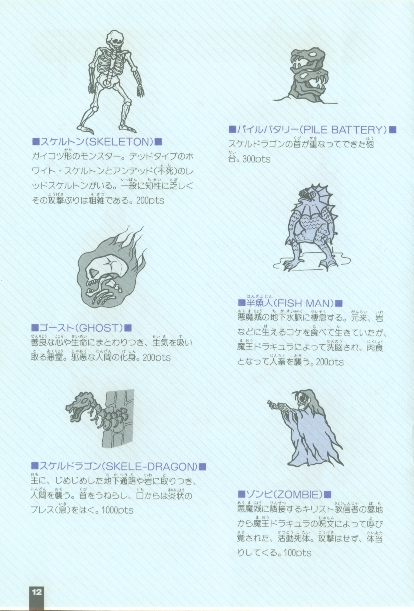 ■スケルトン(SKELETON)■
ガイコツ形のモンスター。デッドタイプのホ
ワイト・スケルトンとアンデッド(不死)のレ
ッドスケルトンがいる。一般に知性に乏しく
その攻撃ぶりは粗雑である。200pts
■ゴースト(GHOST)■
善良な心や生命にまとわりつき、生気を吸い
取る悪霊。邪悪な人間の化身。200pts
■スケルドラゴン(SKELE-DRAGON)■
主に、じめじめした地下通路や岩に取りつき、
人間を襲う。首をうねらし、口からは炎状の
ブレス(息)をはく。1000pts
■パイルバタリー(PILE BATTERY)■
スケルドラゴンの首が重なってできた砲
台。300pts
■半魚人(FISH MAN)■
悪魔城の地下水脈に棲息する。元来、岩
などに生えるコケを食べて生きていたが、
魔王ドラキュラによって洗脳され、肉食
となって人輩を襲う。200pts
■ゾンビ(ZOMBIE)■
悪魔城に隣接するキリスト教信者の墓地
から魔王ドラキュラの呪文によって呼び
覚された、活動死体。攻撃はせず、体当
りしてくる。100pts
12